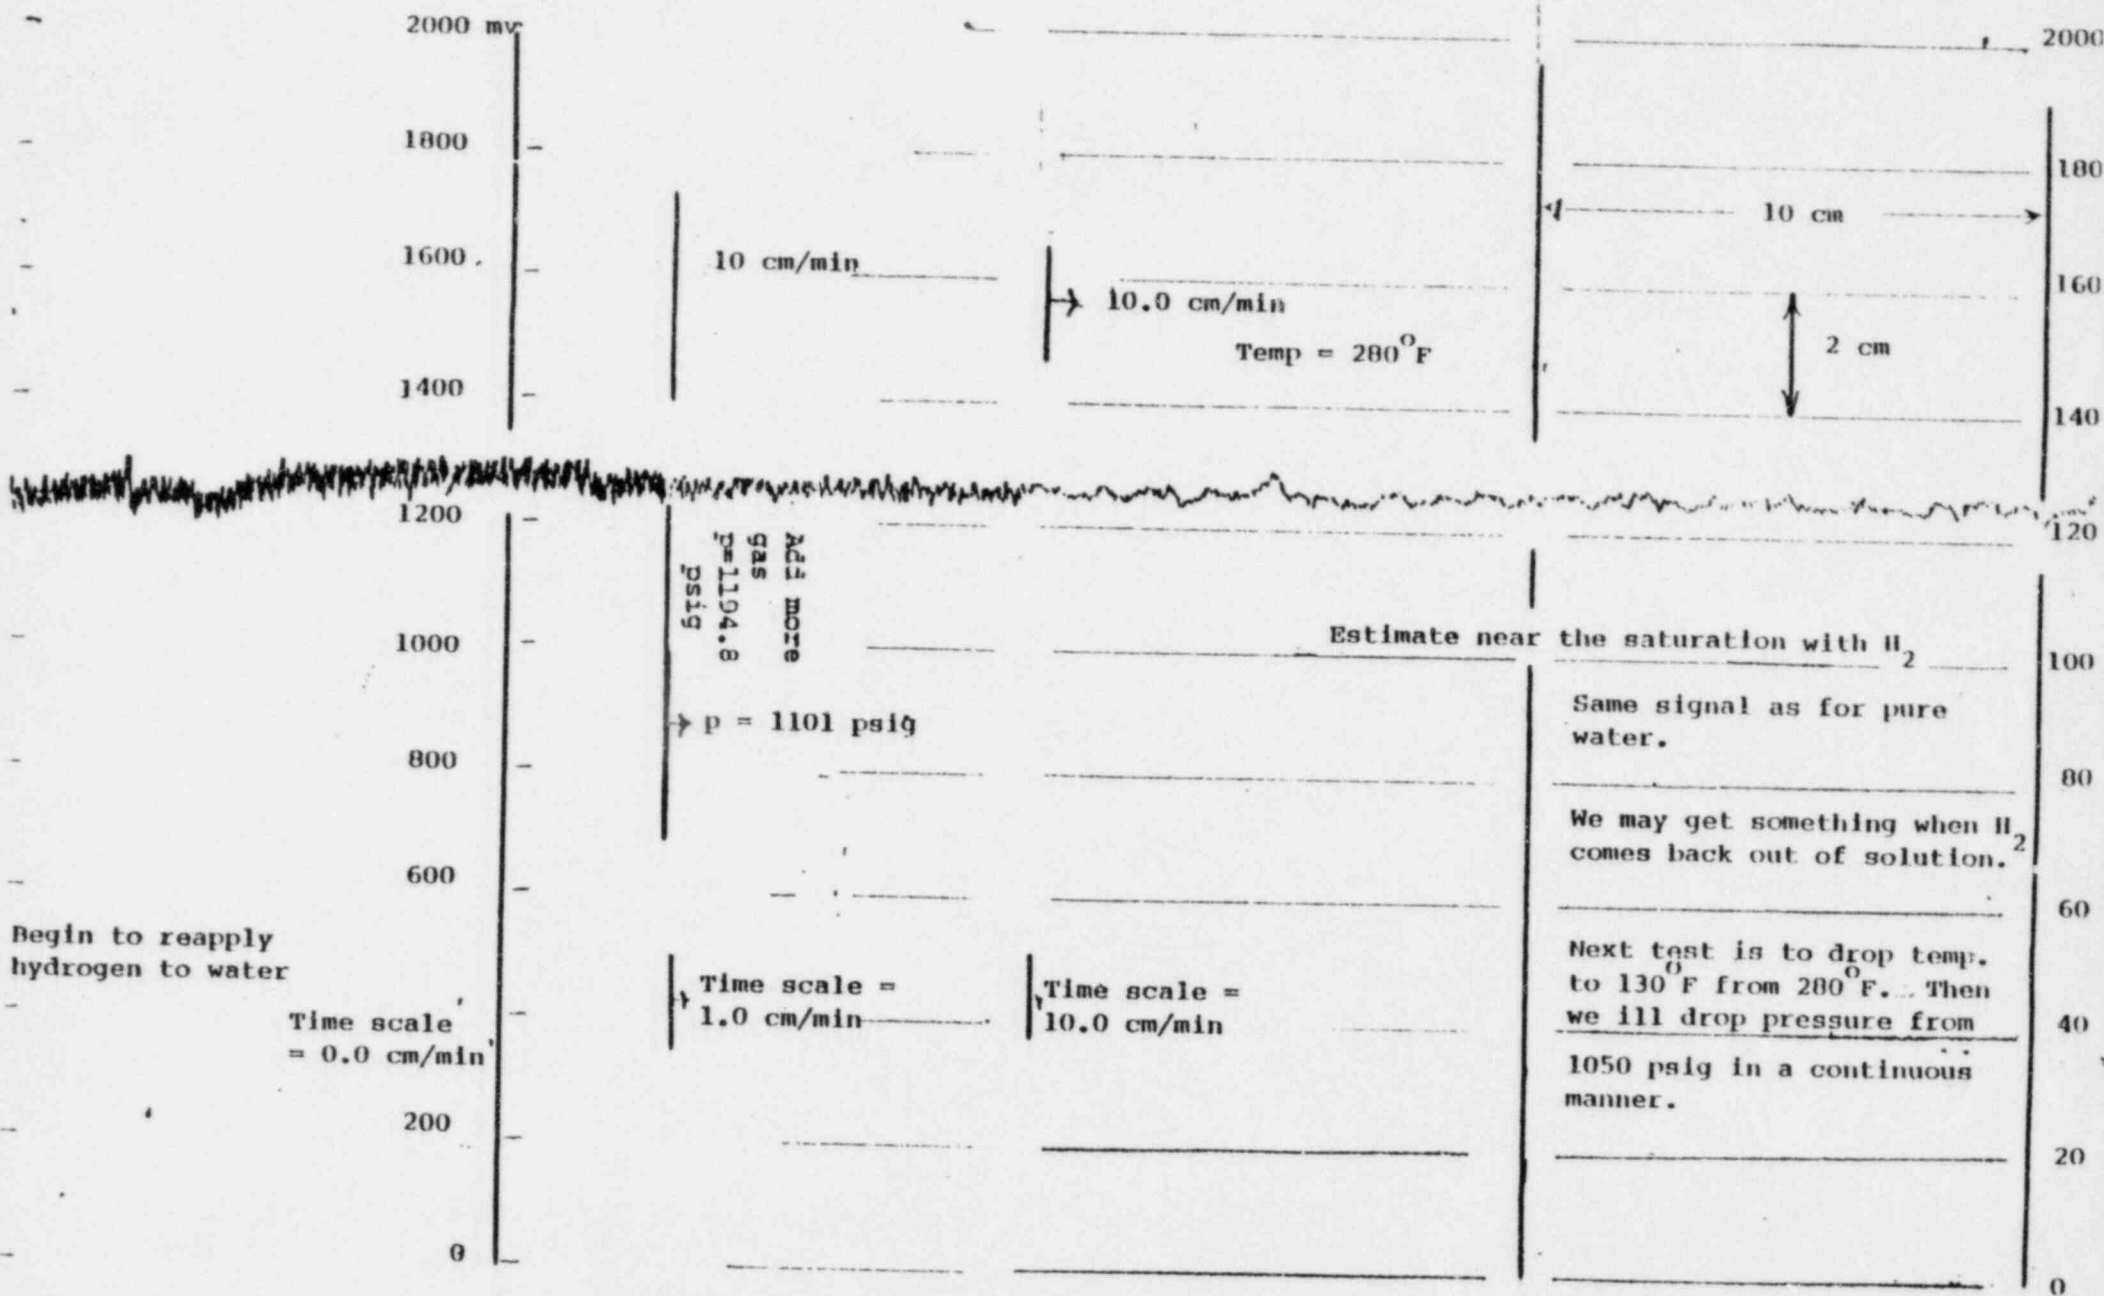 2000 mv
1800
1600
1400
1200
1000
800
600
200
0
Begin to reapply
hydrogen to water
Time scale
= 0.0 cm/min
10 cm/min
Add more
gas
p=1194.8
psig
p = 1101 psig
Time scale =
1.0 cm/min
10.0 cm/min
Temp = 280°F
Time scale =
10.0 cm/min
10 cm
2 cm
Estimate near the saturation with H2
Same signal as for pure
water.
We may get something when H2
comes back out of solution.
Next test is to drop temp.
to 130°F from 280°F. Then
we ill drop pressure from
1050 psig in a continuous
manner.
2000
180
160
140
120
100
80
60
40
20
0